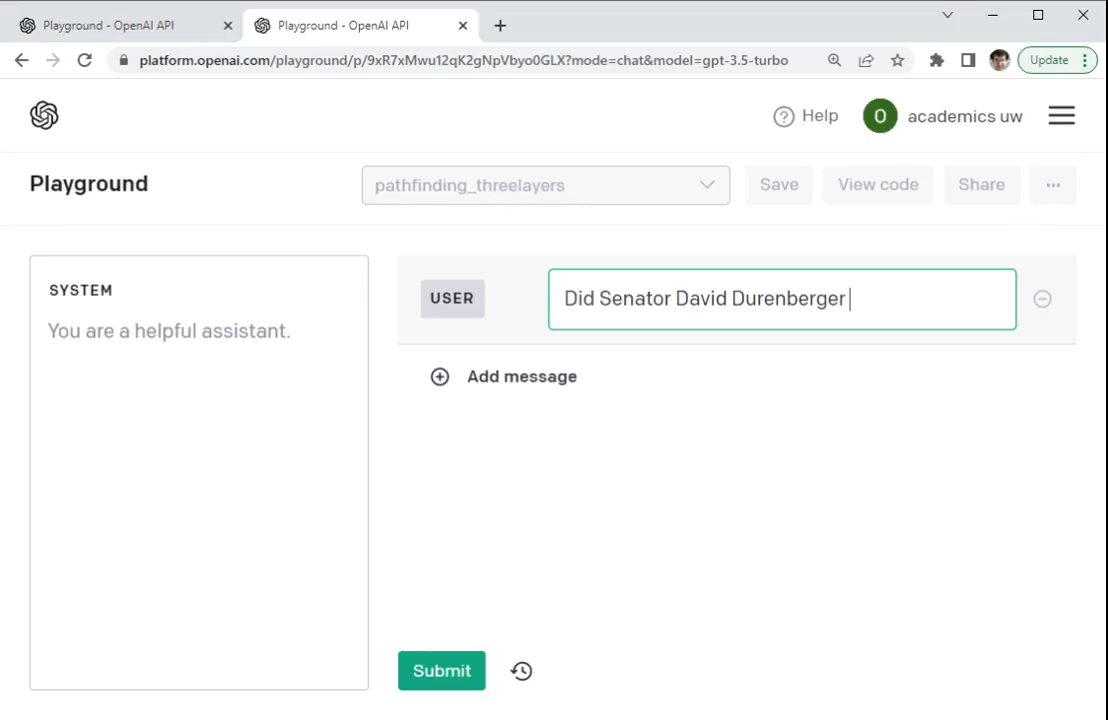 Playground - OpenAI API
Playground - OpenAI API
platform.openai.com/playground/p/9xR7xMwu12qK2gNpVbyo0GLX?mode=chat&model=gpt-3.5-turbo
Update
Help
O
academics uw
Playground
pathfinding_threelayers
Save
View code
Share
SYSTEM
You are a helpful assistant.
USER
Did Senator David Durenberger
Add message
Submit